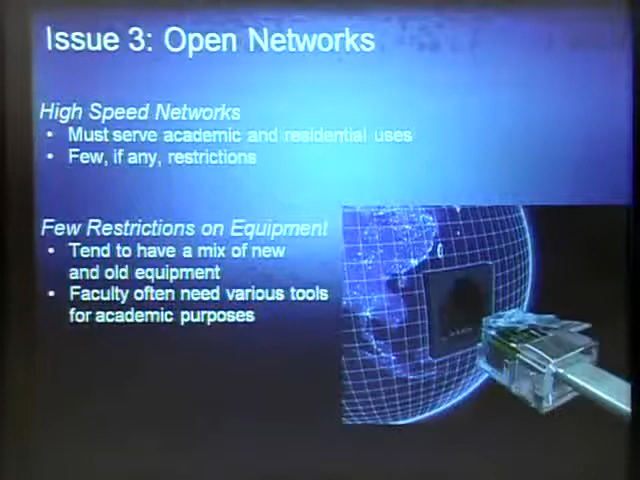 Issue 3: Open Networks
High Speed Networks
• Must serve academic and residential uses
• Few, if any, restrictions
Few Restrictions on Equipment
• Tend to have a mix of new
and old equipment
• Faculty often need various tools
for academic purposes